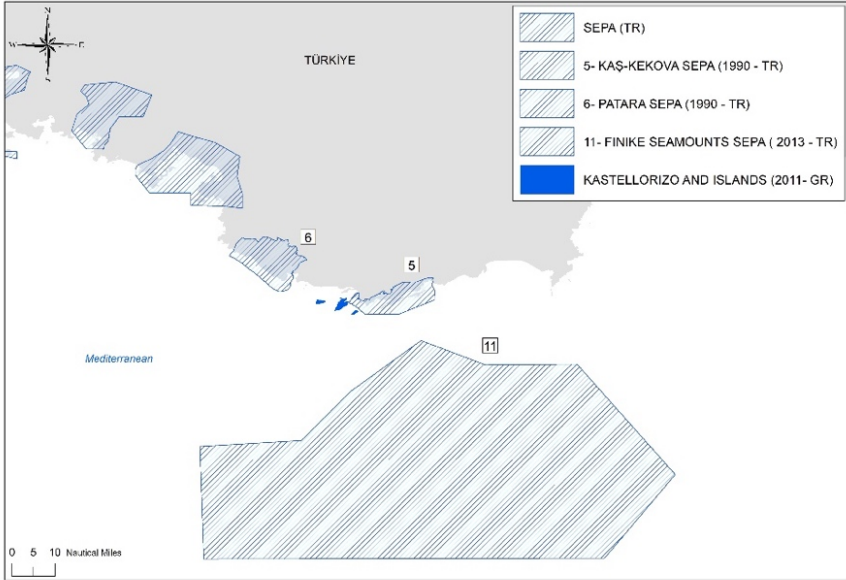 N
W E
S
TÜRKİYE
SEPA (TR)
5- KAŞ-KEKOVA SEPA (1990 - TR)
6- PATARA SEPA (1990 - TR)
11- FINIKE SEAMOUNTS SEPA ( 2013 - TR)
KASTELLORIZO AND ISLANDS (2011- GR)
6
5
11
Mediterranean
0 5 10 Nautical Miles